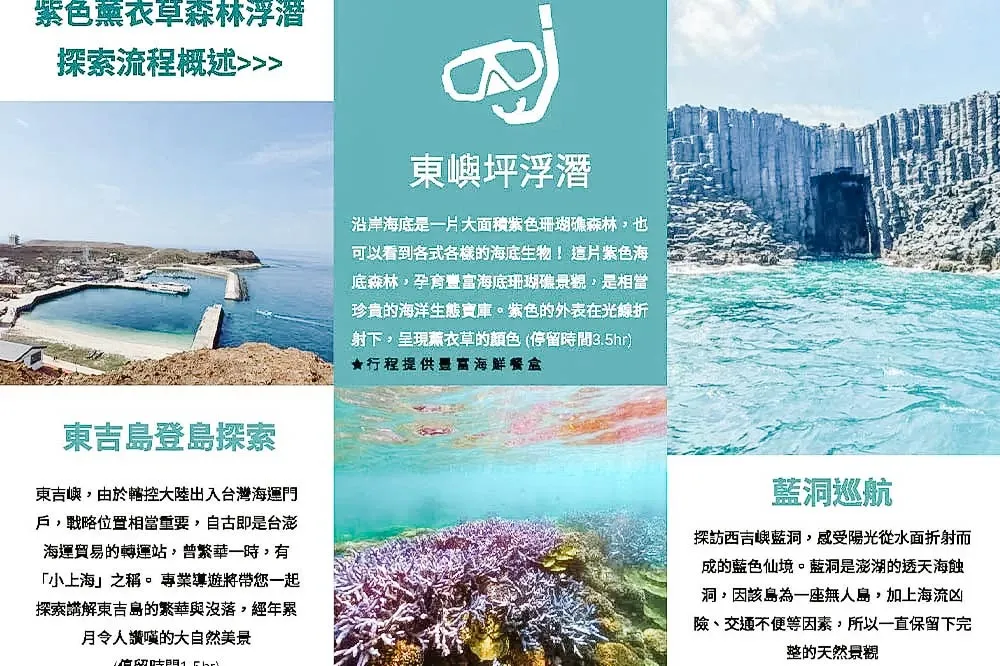 紫色薰衣草森林浮潛
探索流程概述>>>
東吉島登島探索
東吉嶼，由於轄控大陸出入台灣海運門
戶，戰略位置相當重要，自古即是台澎
海運貿易的轉運站，曾繁華一時，有
「小上海」之稱。 專業導遊將帶您一起
探索講解東吉島的繁華與沒落，經年累
月令人讚嘆的大自然美景
(停留時間1.5hr)
東嶼坪浮潛
沿岸海底是一片大面積紫色珊瑚礁森林，也
可以看到各式各樣的海底生物！ 這片紫色海
底森林，孕育豐富海底珊瑚礁景觀，是相當
珍貴的海洋生態寶庫。紫色的外表在光線折
射下，呈現薰衣草的顏色 (停留時間3.5hr)
★行程提供豐富海鮮餐盒
藍洞巡航
探訪西吉嶼藍洞，感受陽光從水面折射而
成的藍色仙境。藍洞是澎湖的透天海蝕
洞，因該島為一座無人島，加上海流凶
險、交通不便等因素，所以一直保留下完
整的天然景觀